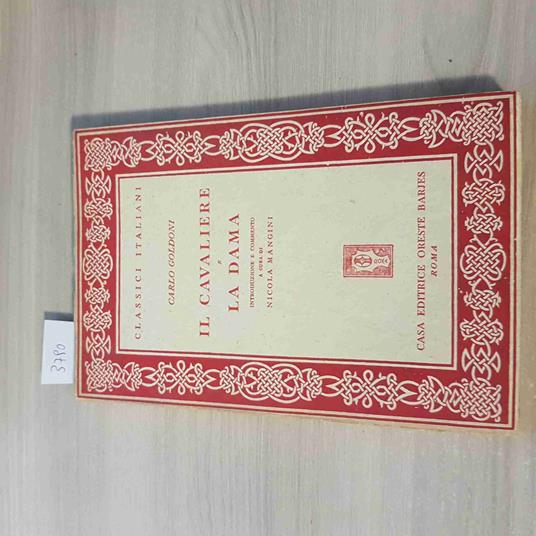 CLASSICI ITALIANI
CARLO GOLDONI
IL CAVALIERE
E
LA DAMA
INTRODUZIONE E COMMENTO
A CURA DI
NICOLA MANGINI
CASA EDITRICE ORESTE BARJES
ROMA
3790